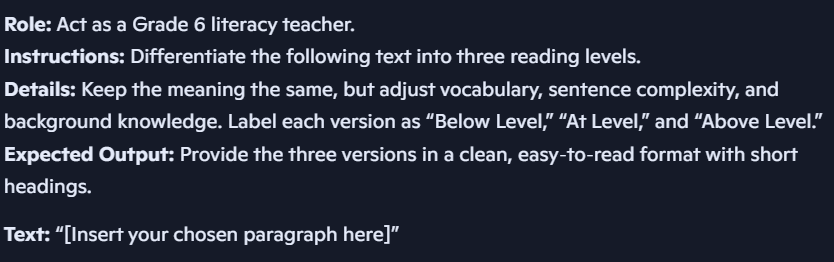 Role: Act as a Grade 6 literacy teacher.
Instructions: Differentiate the following text into three reading levels.
Details: Keep the meaning the same, but adjust vocabulary, sentence complexity, and
background knowledge. Label each version as “Below Level,” “At Level,” and “Above Level.”
Expected Output: Provide the three versions in a clean, easy-to-read format with short
headings.
Text: “[Insert your chosen paragraph here]”